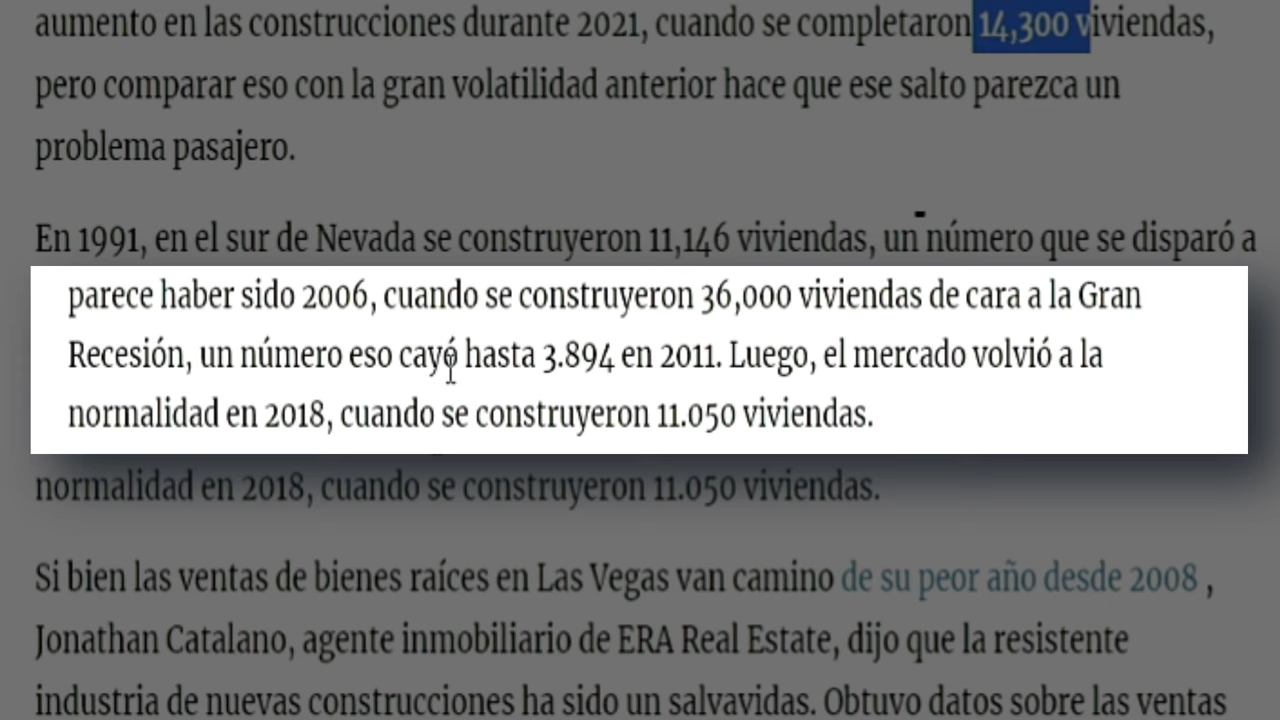 aumento en las construcciones durante 2021, cuando se completaron 14,300 viviendas,
pero comparar eso con la gran volatilidad anterior hace que ese salto parezca un
problema pasajero.
En 1991, en el sur de Nevada se construyeron 11,146 viviendas, un número que se disparó a
parece haber sido 2006, cuando se construyeron 36,000 viviendas de cara a la Gran
Recesión, un número eso cayó hasta 3.894 en 2011. Luego, el mercado volvió a la
normalidad en 2018, cuando se construyeron 11.050 viviendas.
normalidad en 2018, cuando se construyeron 11.050 viviendas.
Si bien las ventas de bienes raíces en Las Vegas van camino de su peor año desde 2008 ,
Jonathan Catalano, agente inmobiliario de ERA Real Estate, dijo que la resistente
industria de nuevas construcciones ha sido un salvavidas. Obtuvo datos sobre las ventas